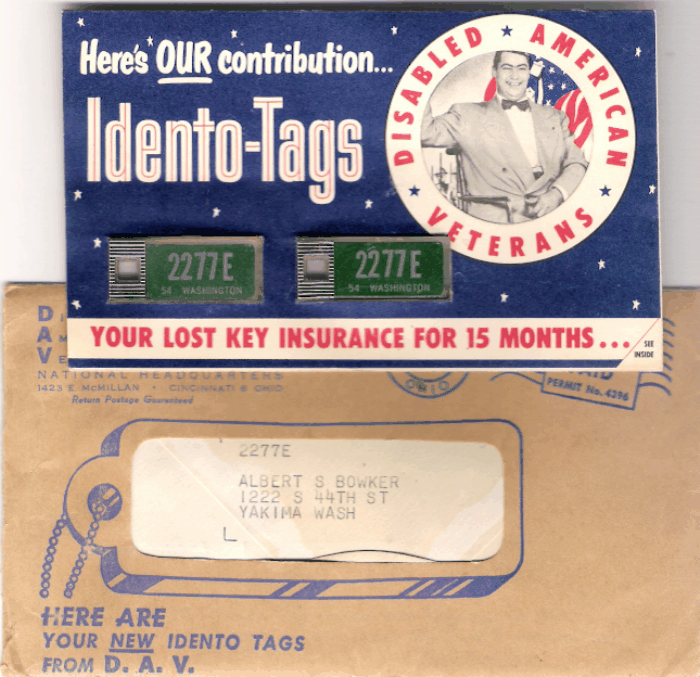 Here's OUR contribution...
Idento-Tags
DISABLED ★ AMERICAN ★ VETERANS ★
2277E
54 WASHINGTON
2277E
54 WASHINGTON
YOUR LOST KEY INSURANCE FOR 15 MONTHS...
SEE
INSIDE
D
A
V
NATIONAL HEADQUARTERS
1423 E. McMILLAN • CINCINNATI 6 OHIO
Return Postage Guaranteed
OHIO
PAID
PERMIT No. 4396
2277E
ALBERT S BOWKER
1222 S 44TH ST
YAKIMA WASH
HERE ARE
YOUR NEW IDENTO TAGS
FROM D. A. V.